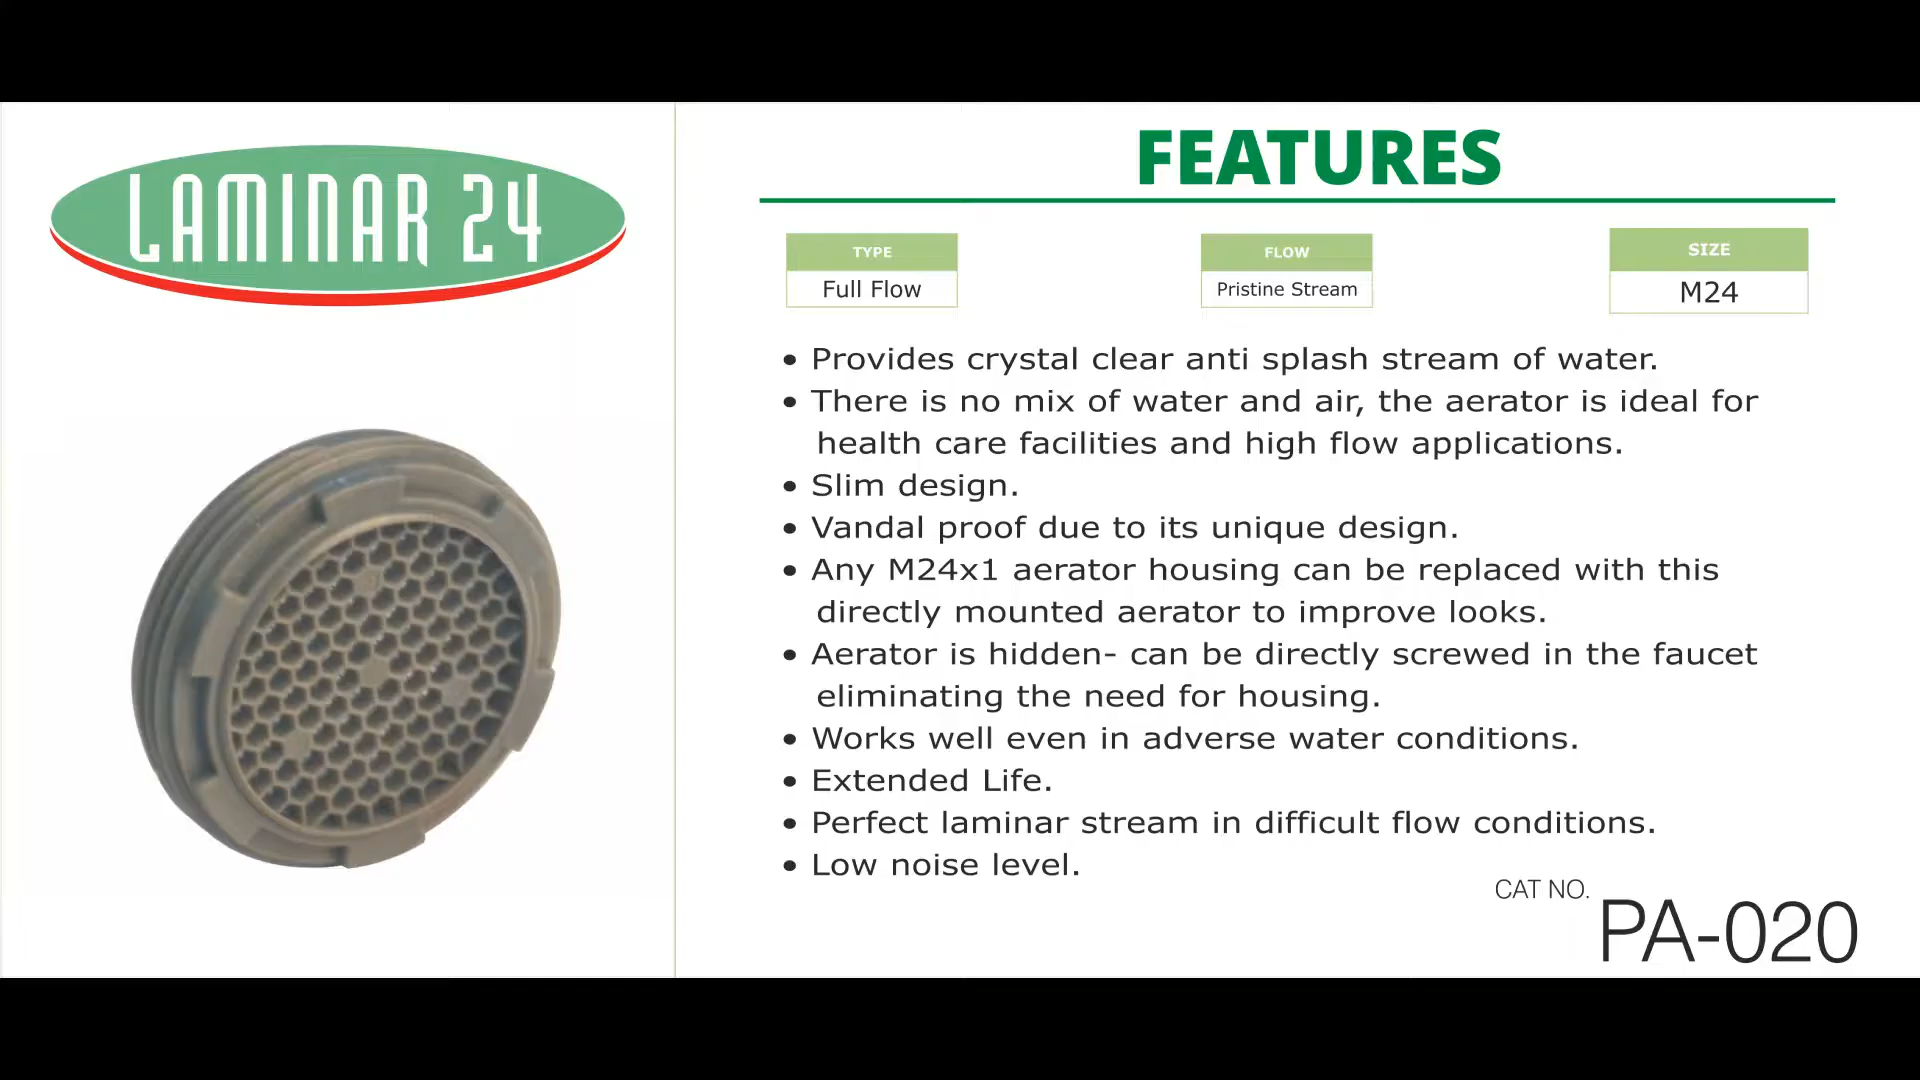 LAMINAR 24
FEATURES
TYPE
Full Flow
FLOW
Pristine Stream
SIZE
M24
• Provides crystal clear anti splash stream of water.
• There is no mix of water and air, the aerator is ideal for
health care facilities and high flow applications.
• Slim design.
• Vandal proof due to its unique design.
• Any M24x1 aerator housing can be replaced with this
directly mounted aerator to improve looks.
• Aerator is hidden- can be directly screwed in the faucet
eliminating the need for housing.
• Works well even in adverse water conditions.
• Extended Life.
• Perfect laminar stream in difficult flow conditions.
• Low noise level.
CAT NO. PA-020